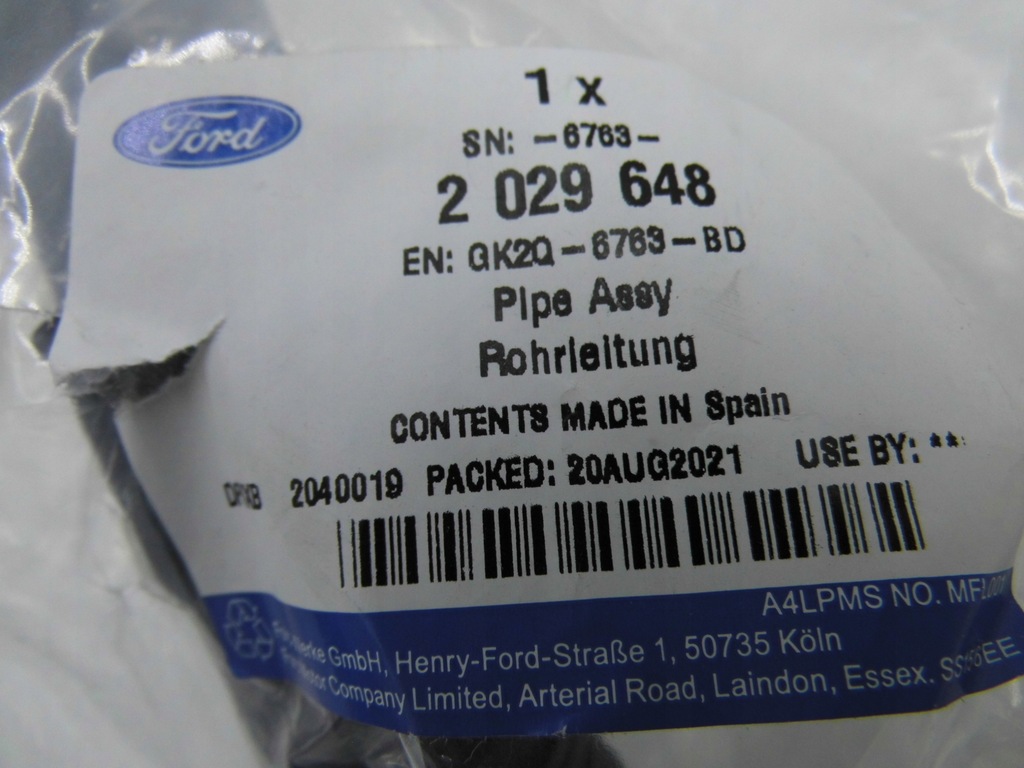 Ford
1 x
SN: -6763-
2 029 648
EN: GK2Q-6763-BD
Pipe Assy
Rohrleitung
CONTENTS MADE IN Spain
2040019 PACKED: 20AUG2021 USE BY: **
A4LPMS NO. MFL001
GmbH, Henry-Ford-Straße 1, 50735 Köln
Company Limited, Arterial Road, Laindon, Essex.